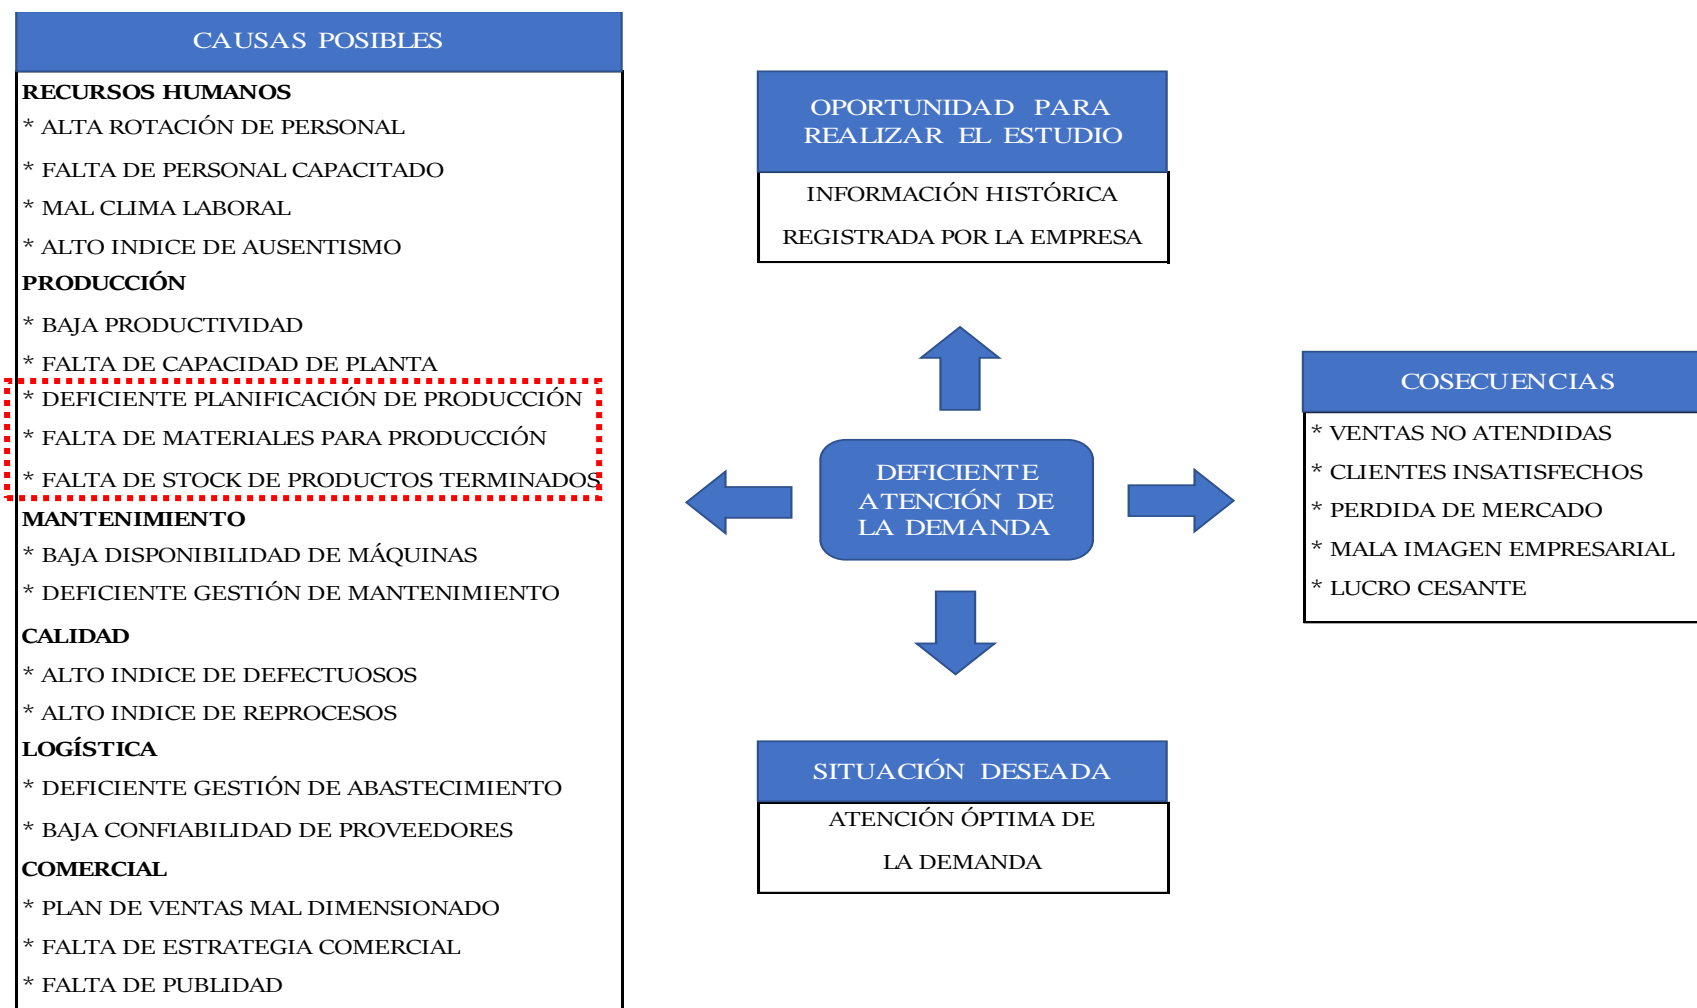 CAUSAS POSIBLES
RECURSOS HUMANOS
* ALTA ROTACIÓN DE PERSONAL
* FALTA DE PERSONAL CAPACITADO
* MAL CLIMA LABORAL
* ALTO INDICE DE AUSENTISMO
PRODUCCIÓN
* BAJA PRODUCTIVIDAD
* FALTA DE CAPACIDAD DE PLANTA
* DEFICIENTE PLANIFICACIÓN DE PRODUCCIÓN
* FALTA DE MATERIALES PARA PRODUCCIÓN
* FALTA DE STOCK DE PRODUCTOS TERMINADOS
MANTENIMIENTO
* BAJA DISPONIBILIDAD DE MÁQUINAS
* DEFICIENTE GESTIÓN DE MANTENIMIENTO
CALIDAD
* ALTO INDICE DE DEFECTUOSOS
* ALTO INDICE DE REPROCESOS
LOGÍSTICA
* DEFICIENTE GESTIÓN DE ABASTECIMIENTO
* BAJA CONFIABILIDAD DE PROVEEDORES
COMERCIAL
* PLAN DE VENTAS MAL DIMENSIONADO
* FALTA DE ESTRATEGIA COMERCIAL
* FALTA DE PUBLIDAD
OPORTUNIDAD PARA
REALIZAR EL ESTUDIO
INFORMACIÓN HISTÓRICA
REGISTRADA POR LA EMPRESA
DEFICIENTE
ATENCIÓN DE
LA DEMANDA
SITUACIÓN DESEADA
ATENCIÓN ÓPTIMA DE
LA DEMANDA
COSECUENCIAS
* VENTAS NO ATENDIDAS
* CLIENTES INSATISFECHOS
* PERDIDA DE MERCADO
* MALA IMAGEN EMPRESARIAL
* LUCRO CESANTE